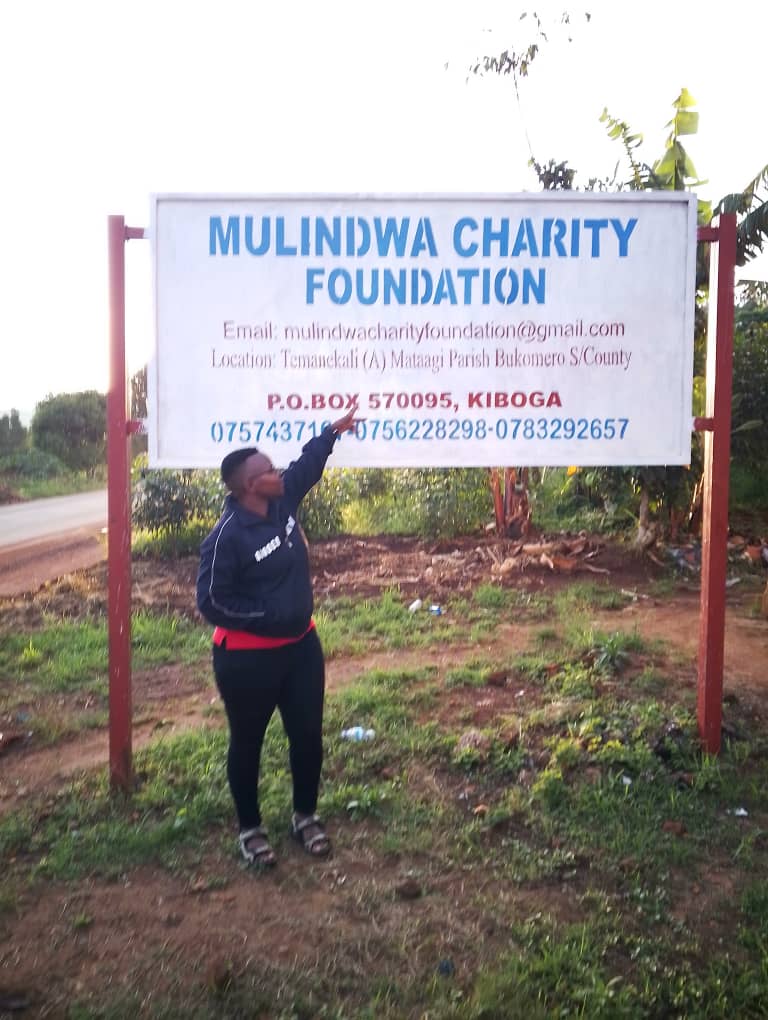 MULINDWA CHARITY
FOUNDATION
Email: mulindwacharityfoundation@gmail.com
Location: Temanekali (A) Mataagi Parish Bukomero S/County
P.O.BOX 570095, KIBOGA
-0756228298-0783292657